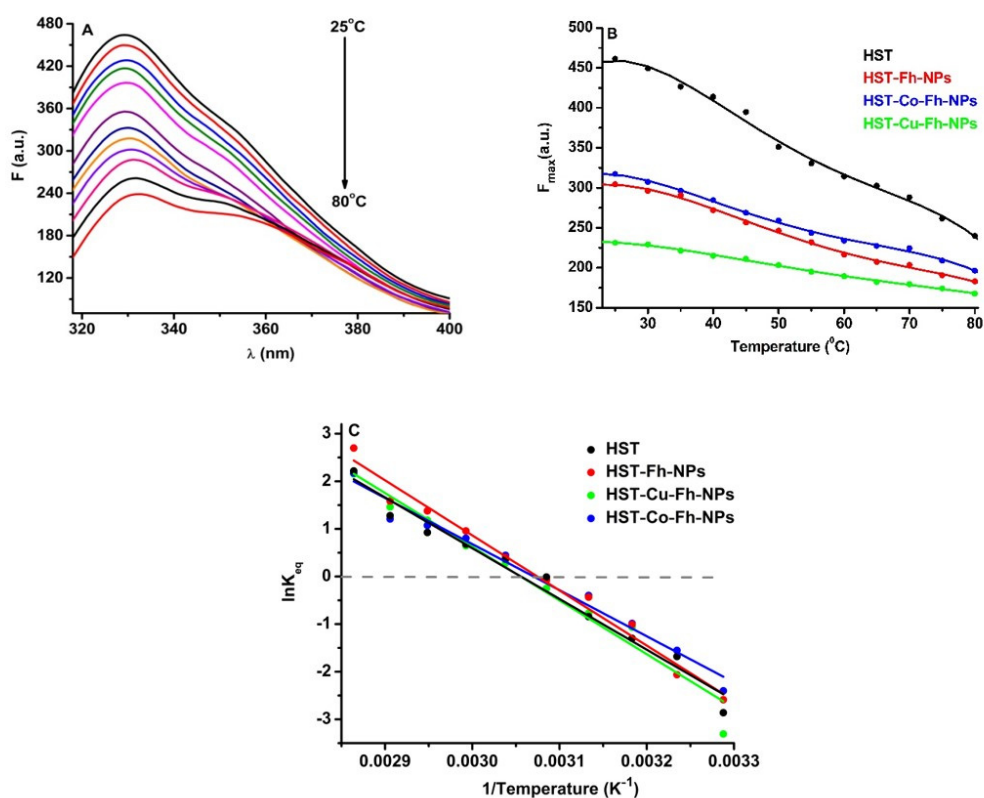 A
25°C
80°C
F (a.u.)
480
420
360
300
240
180
120
320 340 360 380 400
λ (nm)
B
HST
HST-Fh-NPs
HST-Co-Fh-NPs
HST-Cu-Fh-NPs
Fmax(a.u.)
450
400
350
300
250
200
150
30 40 50 60 70 80
Temperature (⁰C)
C
HST
HST-Fh-NPs
HST-Cu-Fh-NPs
HST-Co-Fh-NPs
lnKeq
3
2
1
0
-1
-2
-3
0.0029 0.0030 0.0031 0.0032 0.0033
1/Temperature (K⁻¹)